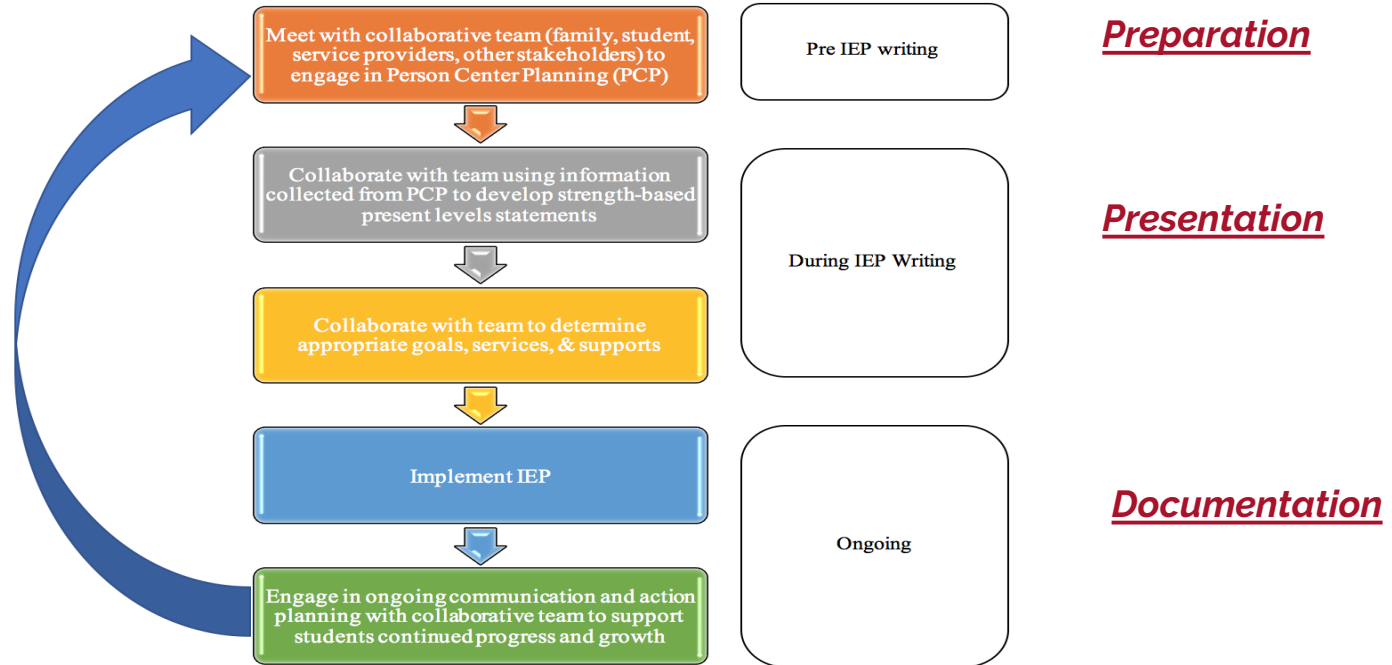 Meet with collaborative team (family, student,
service providers, other stakeholders) to
engage in Person Center Planning (PCP)
Pre IEP writing
Preparation
Collaborate with team using information
collected from PCP to develop strength-based
present levels statements
During IEP Writing
Presentation
Collaborate with team to determine
appropriate goals, services, & supports
Implement IEP
Ongoing
Documentation
Engage in ongoing communication and action
planning with collaborative team to support
students continued progress and growth